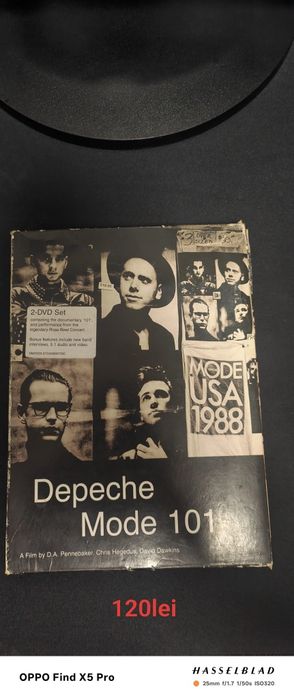 2-DVD Set
MODE
USA
1988
Depeche
Mode 101
A Film by D.A. Pennebaker, Chris Hegedus, David Dawkins
120lei
OPPO Find X5 Pro
HASSELBLAD
25mm f/1.7 1/50s ISO320